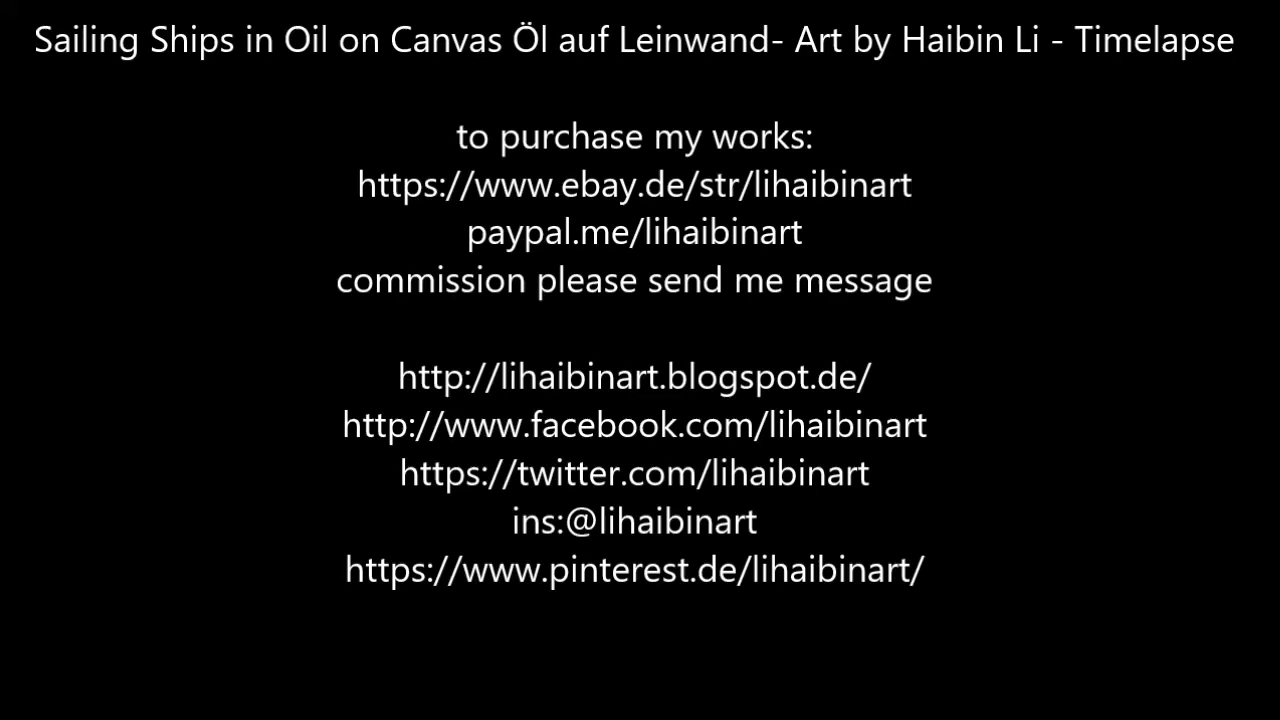 Sailing Ships in Oil on Canvas Öl auf Leinwand- Art by Haibin Li - Timelapse
to purchase my works:
https://www.ebay.de/str/lihaibinart
paypal.me/lihaibinart
commission please send me message
http://lihaibinart.blogspot.de/
http://www.facebook.com/lihaibinart
https://twitter.com/lihaibinart
ins:@lihaibinart
https://www.pinterest.de/lihaibinart/